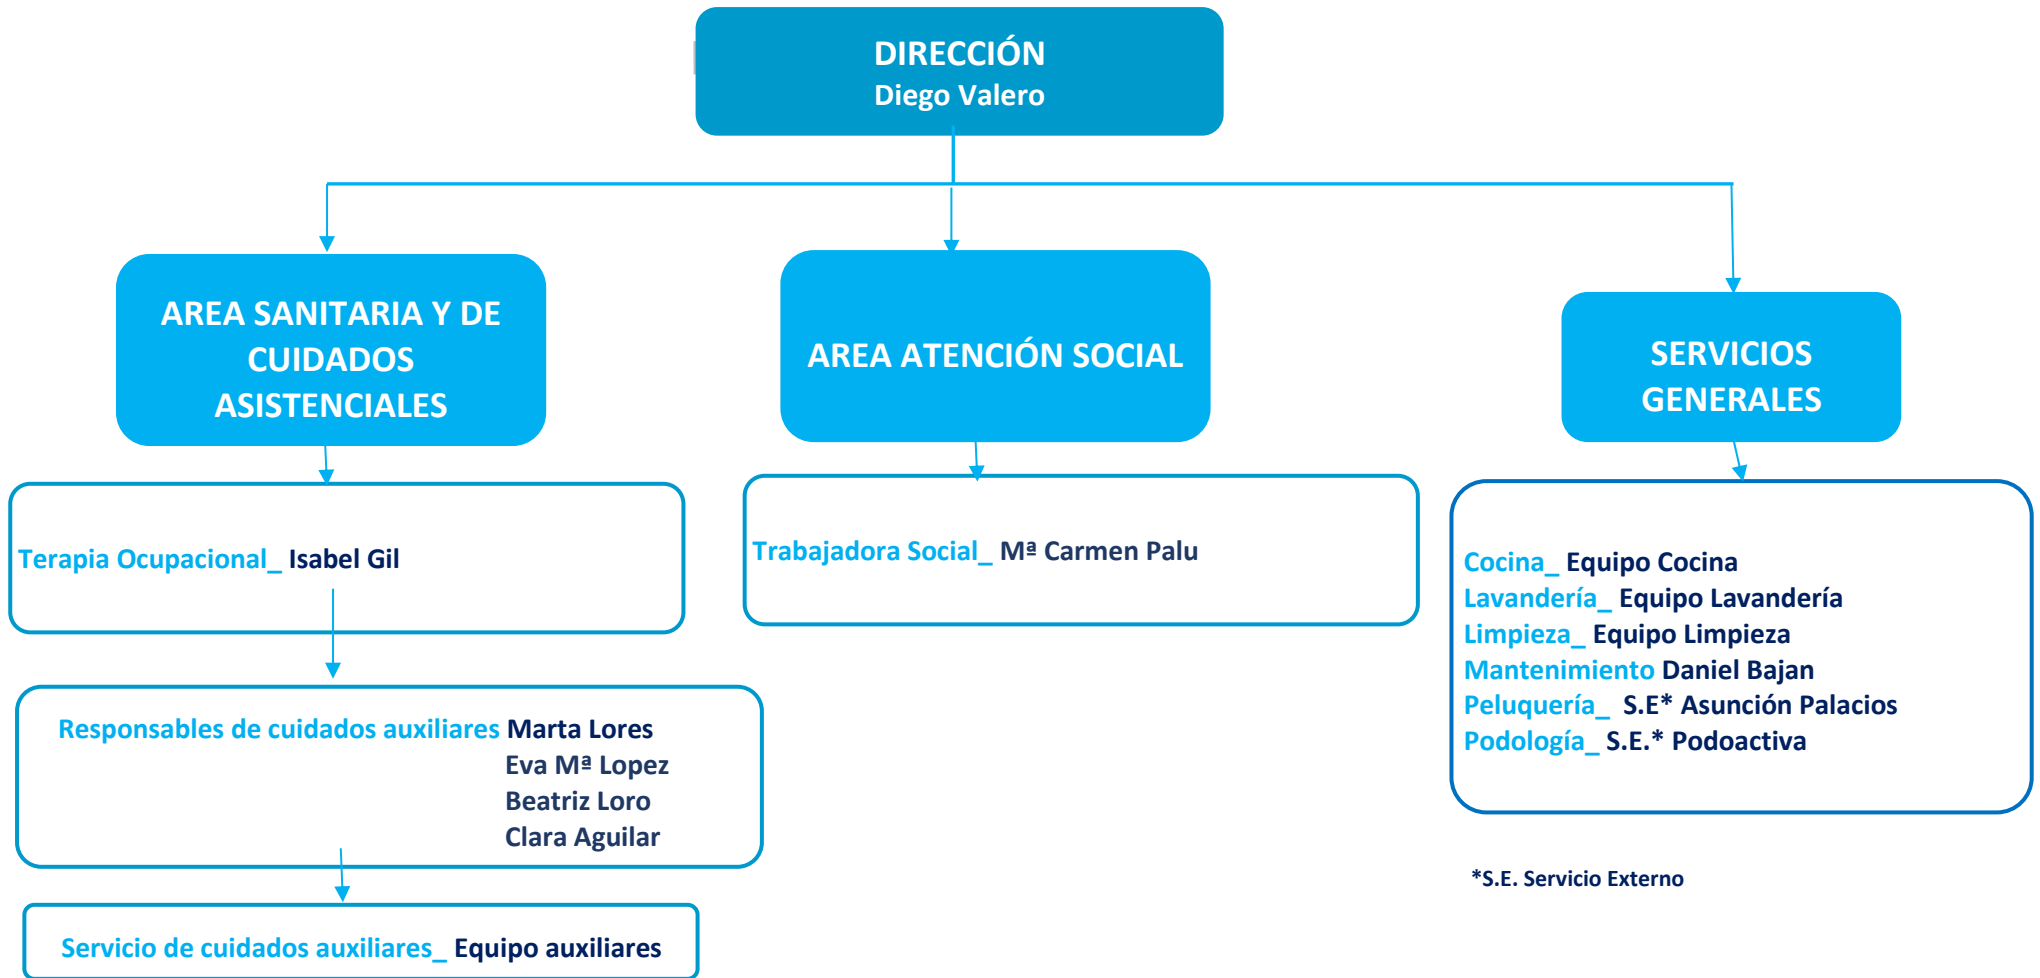 DIRECCIÓN
Diego Valero
AREA SANITARIA Y DE
CUIDADOS
ASISTENCIALES
AREA ATENCIÓN SOCIAL
SERVICIOS
GENERALES
Terapia Ocupacional_ Isabel Gil
Trabajadora Social_ Mª Carmen Palu
Cocina_ Equipo Cocina
Lavandería_ Equipo Lavandería
Limpieza_ Equipo Limpieza
Mantenimiento Daniel Bajan
Peluquería_ S.E* Asunción Palacios
Podología_ S.E.* Podoactiva
Responsables de cuidados auxiliares Marta Lores
Eva Mª Lopez
Beatriz Loro
Clara Aguilar
*S.E. Servicio Externo
Servicio de cuidados auxiliares_ Equipo auxiliares